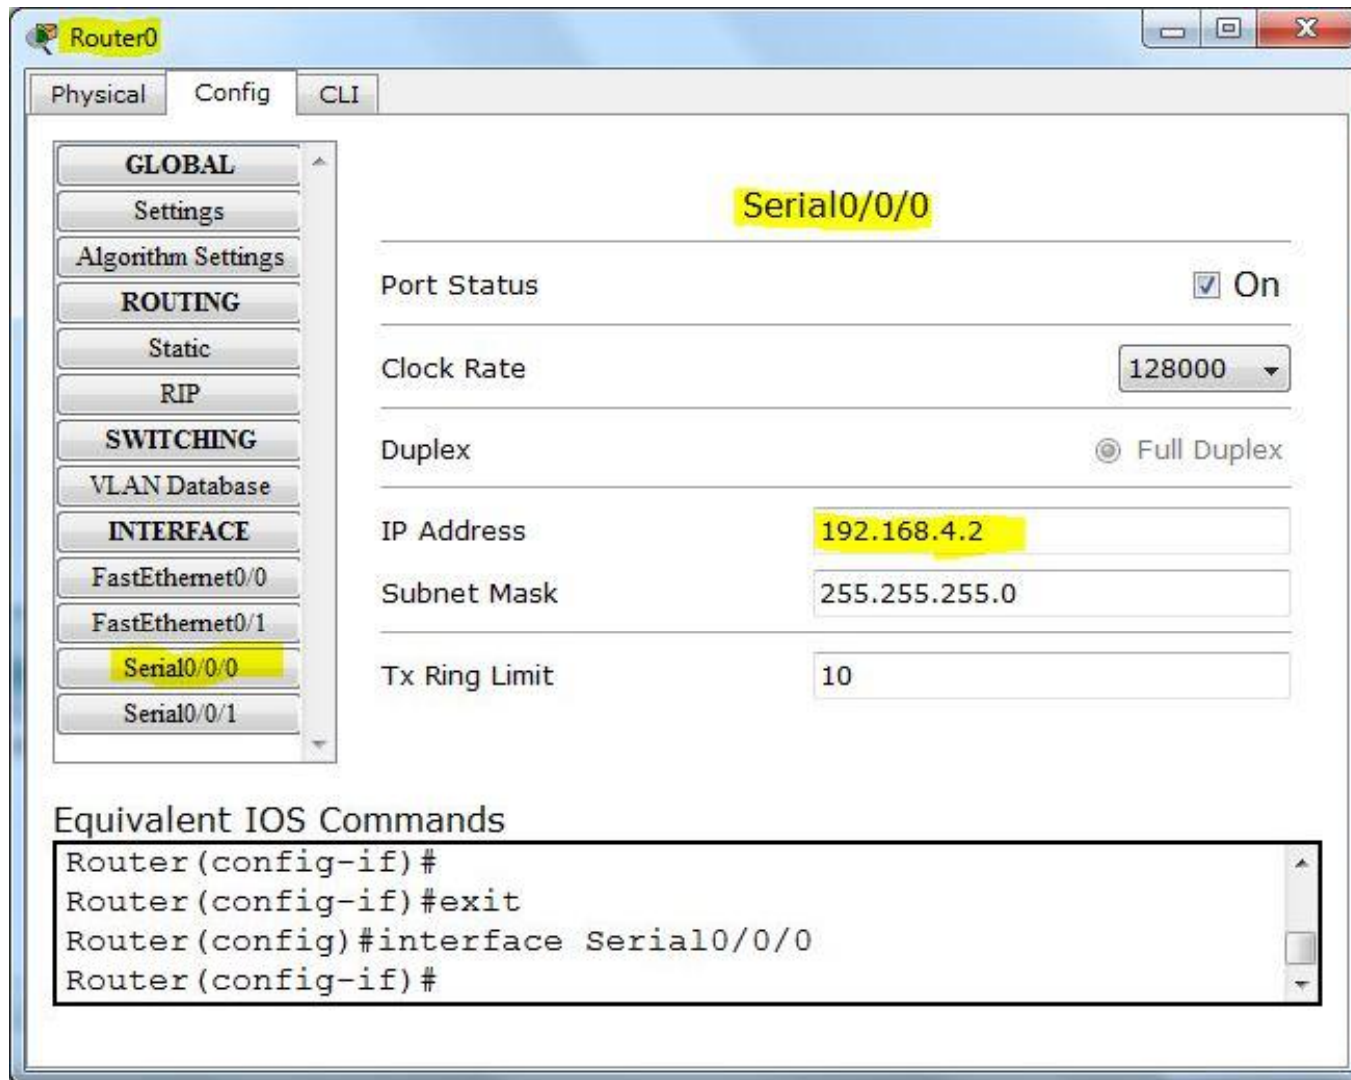 Router0
Physical Config CLI
GLOBAL
Settings
Algorithm Settings
ROUTING
Static
RIP
SWITCHING
VLAN Database
INTERFACE
FastEthernet0/0
FastEthernet0/1
Serial0/0/0
Serial0/0/1
Serial0/0/0
Port Status On
Clock Rate 128000
Duplex Full Duplex
IP Address 192.168.4.2
Subnet Mask 255.255.255.0
Tx Ring Limit 10
Equivalent IOS Commands
Router(config-if)#
Router(config-if)#exit
Router(config)#interface Serial0/0/0
Router(config-if)#